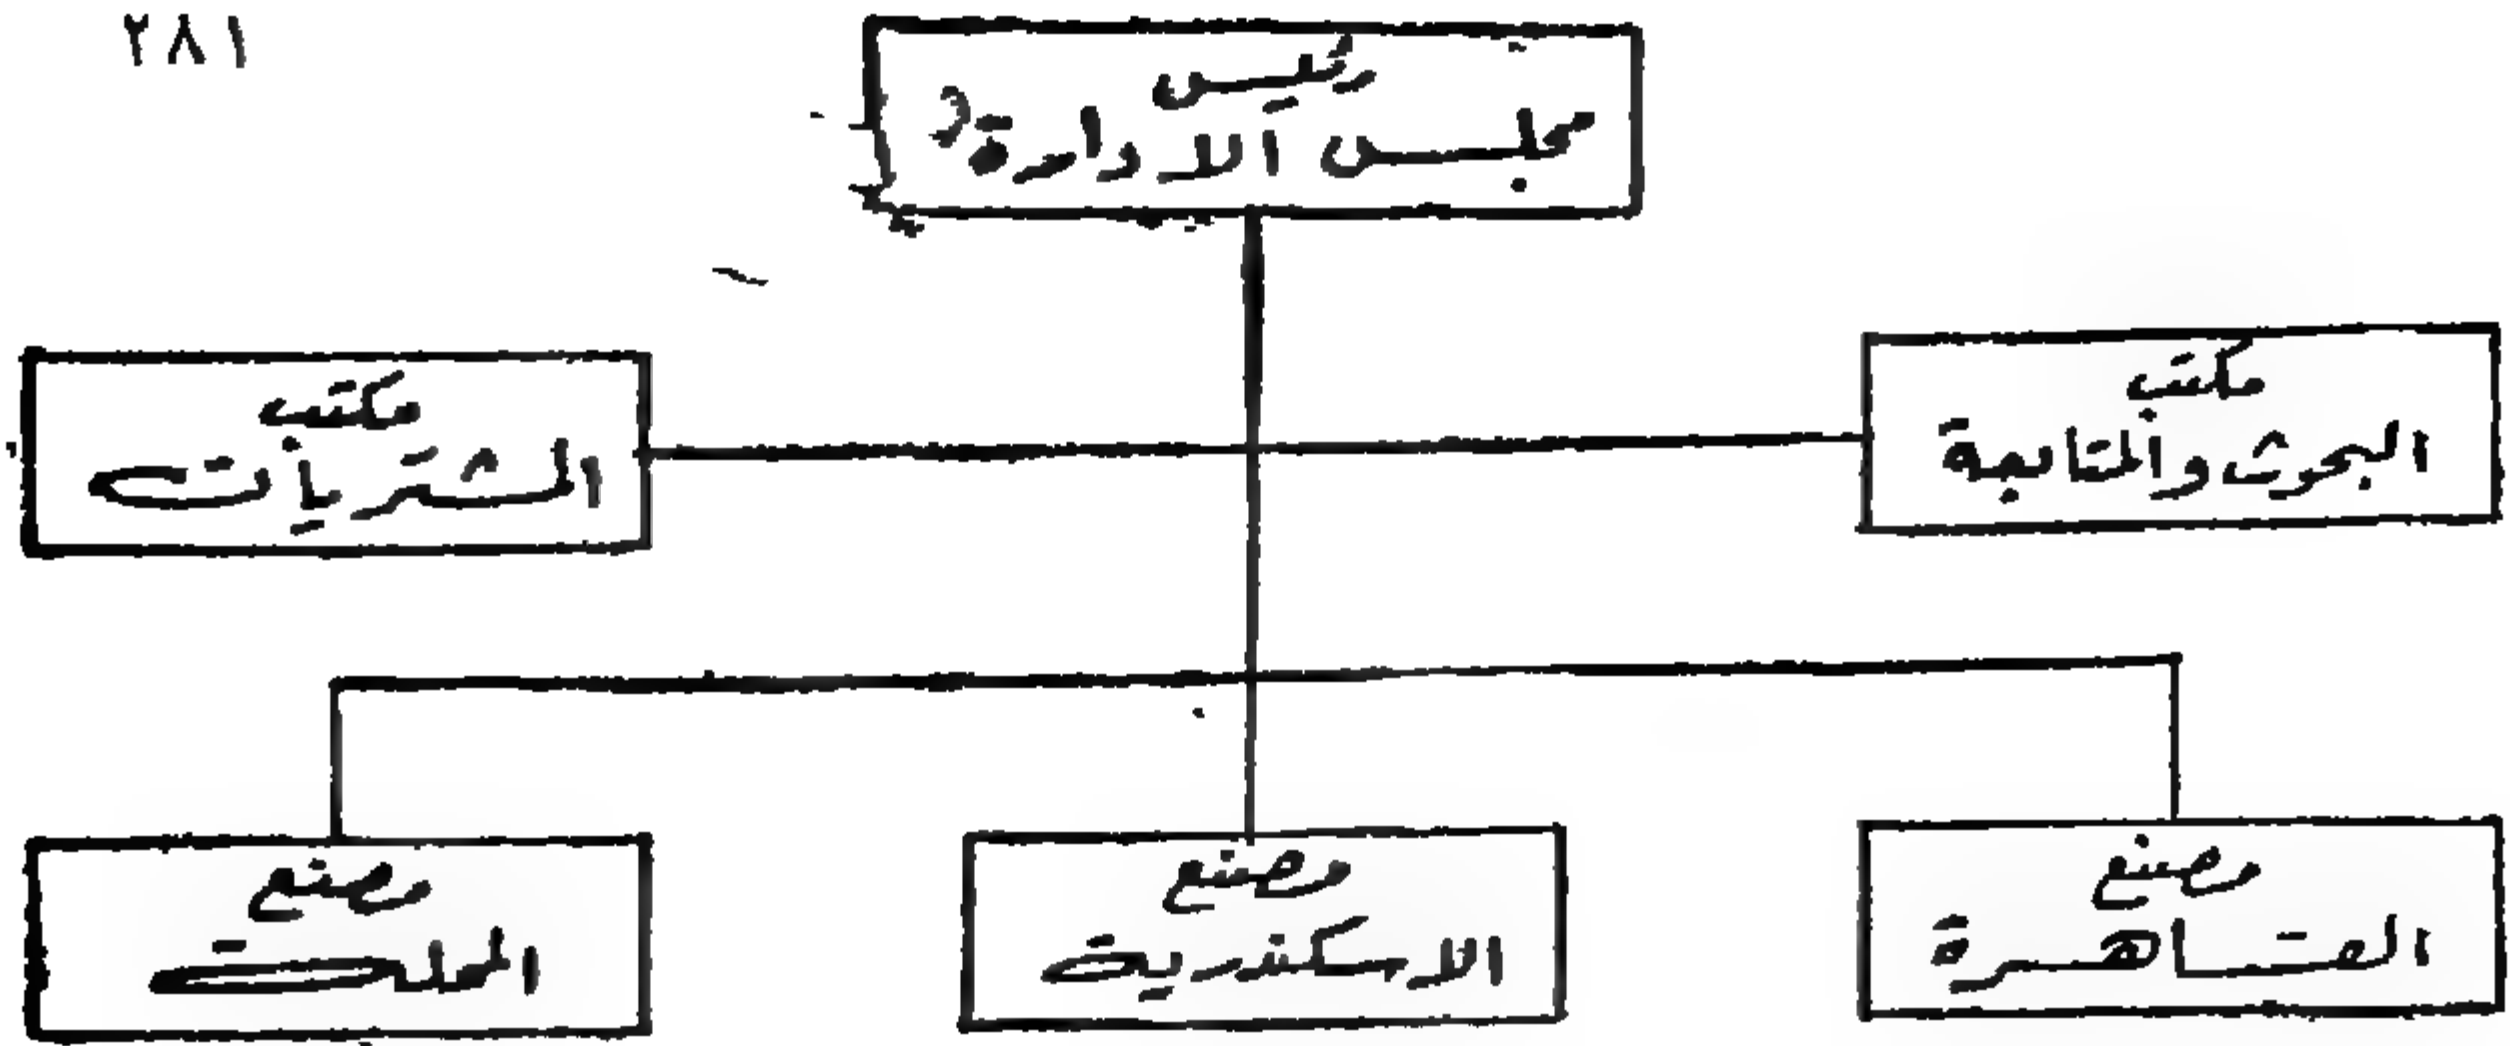 ٢٨١
رئيس
مجلس الادارة
مكتب
البحوث والمتابعة
مكتب
المشتريات
مصنع
القاهرة
مصنع
الاسكندرية
مصنع
المحلة